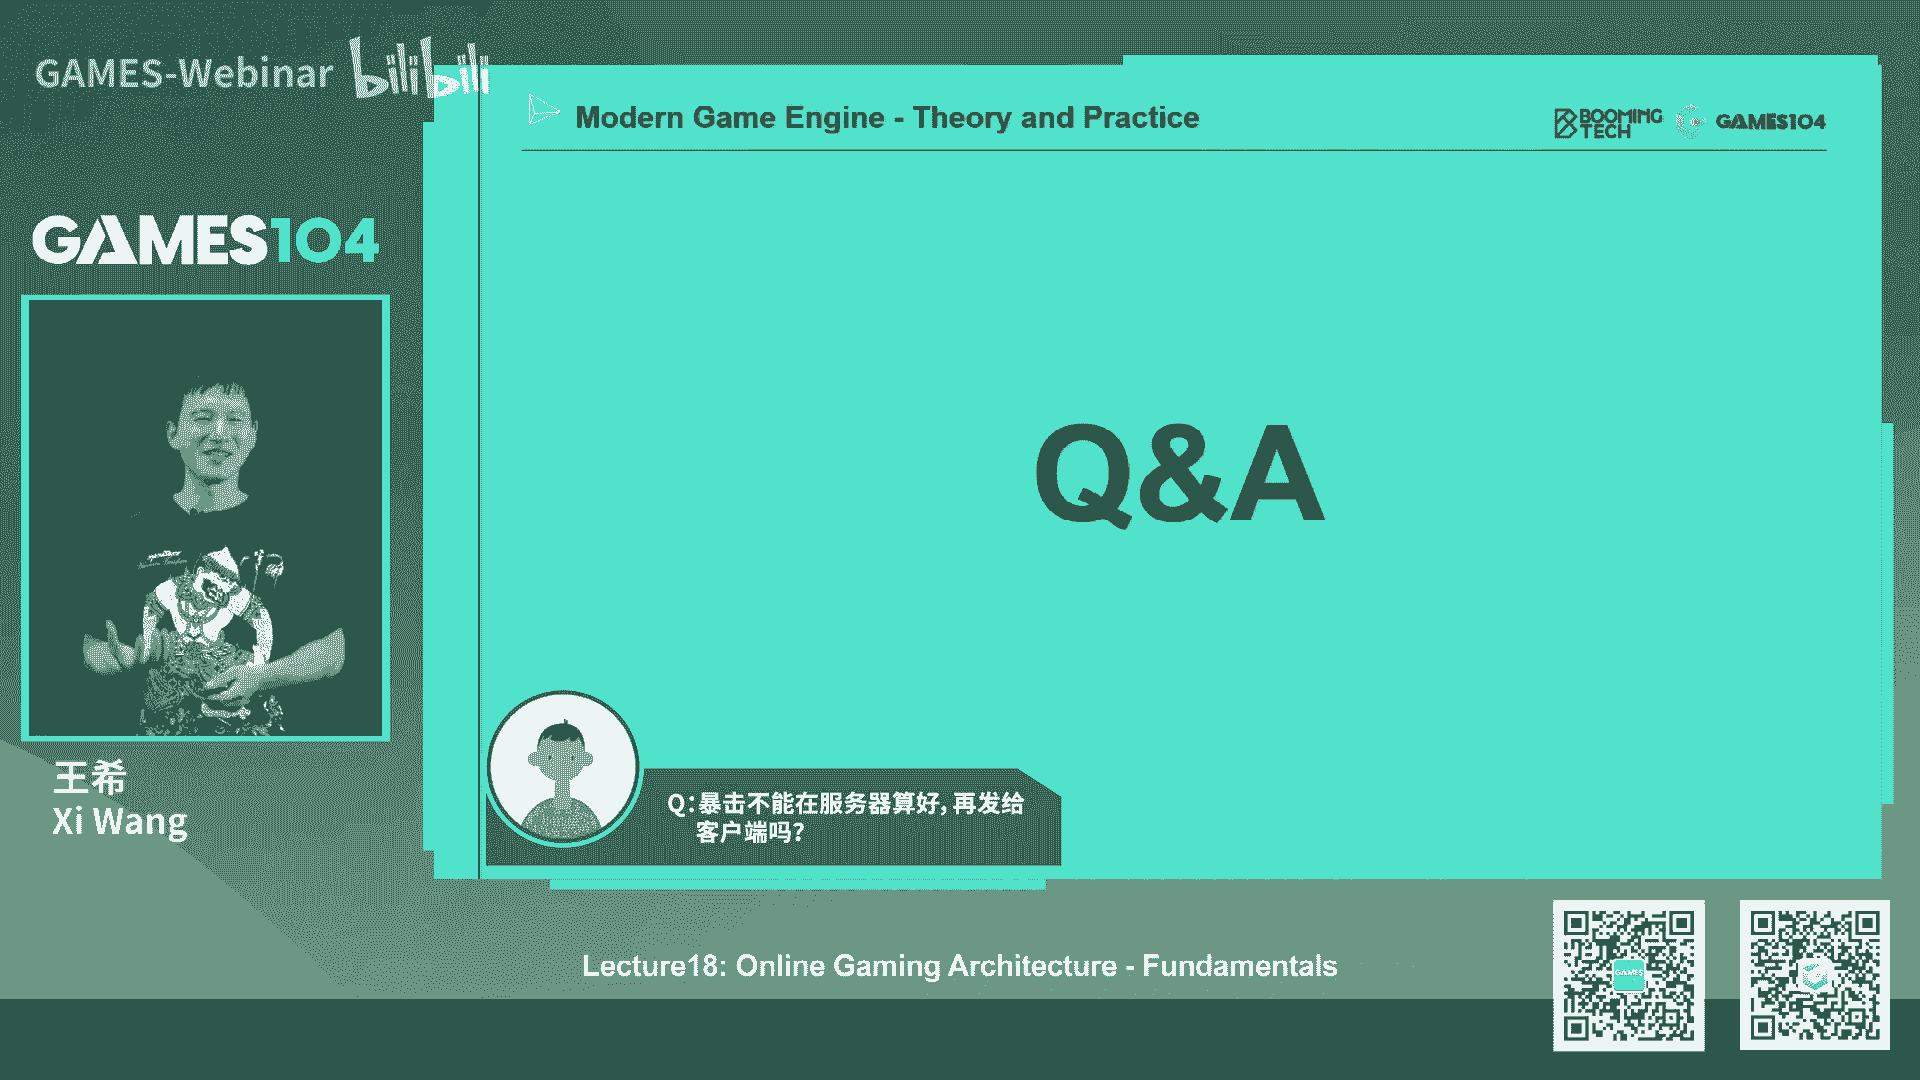 GAMES-Webinar bilibili
Modern Game Engine - Theory and Practice
BOOMING
TECH
GAMES104
GAMES104
Q&A
王希
Xi Wang
Q:暴击不能在服务器算好,再发给
客户端吗?
Lecture18: Online Gaming Architecture - Fundamentals
GAMES